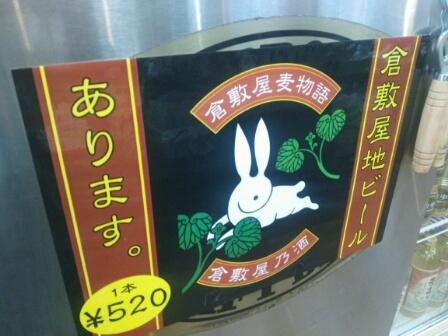 倉敷屋地ビール
倉敷屋麦物語
倉敷屋乃酒
あります。
1本
¥520